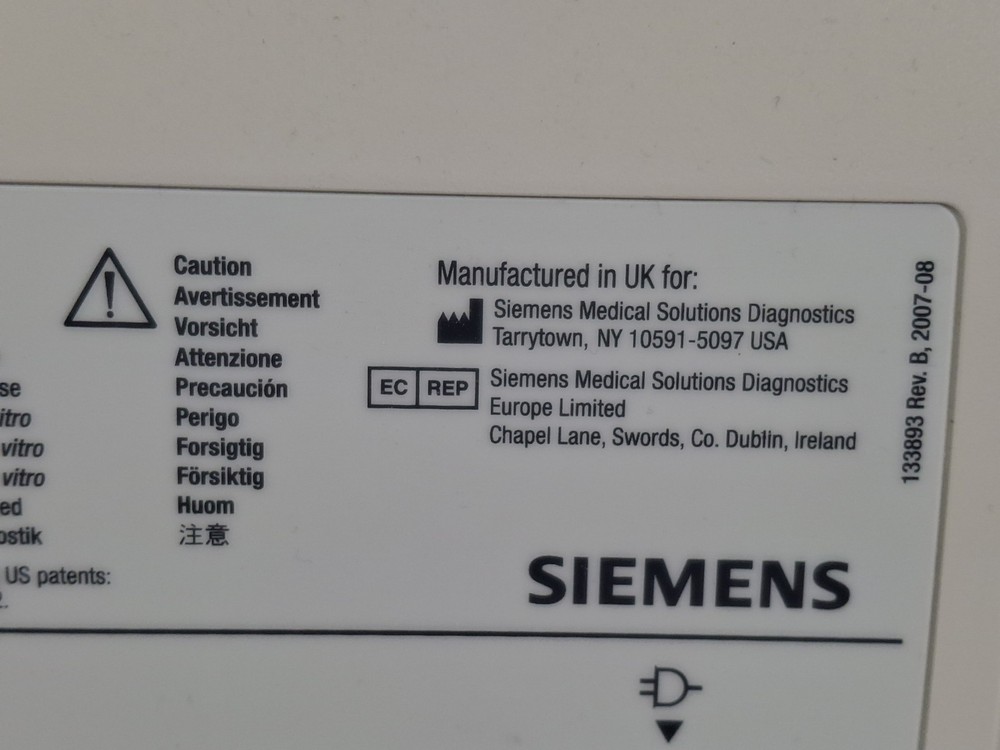 Caution
Avertissement
Vorsicht
Attenzione
Precaución
Perigo
Forsigtig
Försiktig
Huom
注意
se
itro
vitro
vitro
ed
ostik
US patents:
2.
Manufactured in UK for:
Siemens Medical Solutions Diagnostics
Tarrytown, NY 10591-5097 USA
EC REP
Siemens Medical Solutions Diagnostics
Europe Limited
Chapel Lane, Swords, Co. Dublin, Ireland
SIEMENS
133893 Rev. B, 2007-08